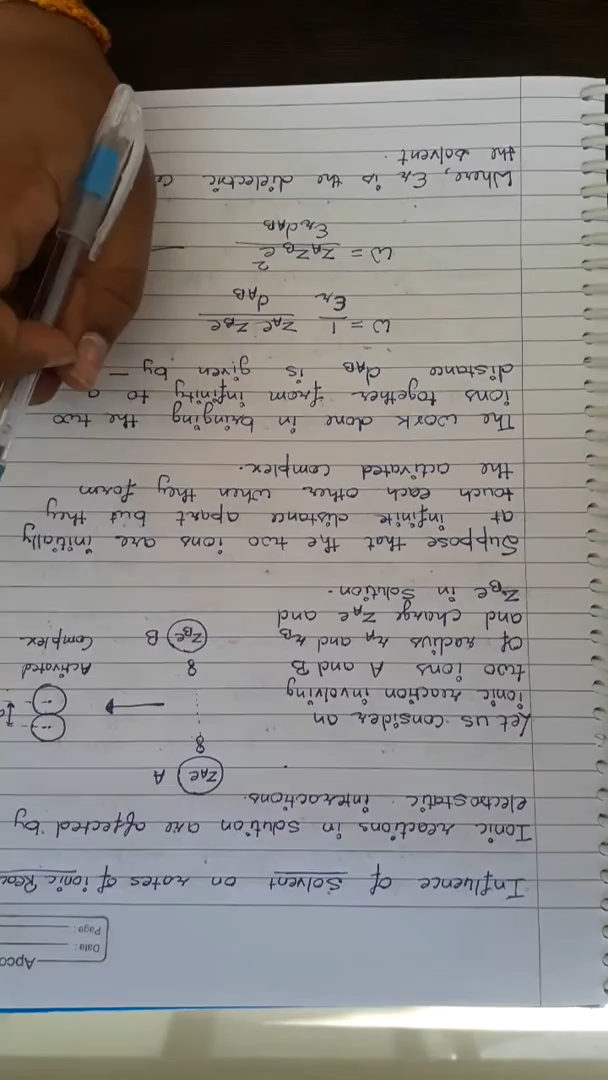 Apco
Date:
Page:
Influence of Solvent on rates of ionic Reac
Ionic reactions in solution are affected by
electrostatic interactions.
Let us consider an
ionic reaction involving
two ions A and B
of radius rA and rB
and charge ZAe and
ZBe in solution.
ZAe A
∞
∞
ZBe B
Activated
Complex
Suppose that the two ions are initially
at infinite distance apart but they
touch each other when they form
the activated complex.
The work done in bringing the two
ions together from infinity to a
distance dAB is given by —
w = 1/Er ZAe ZBe/dAB
w = ZAZBe²/Er dAB
Where, Er is the dielectric
the solvent.